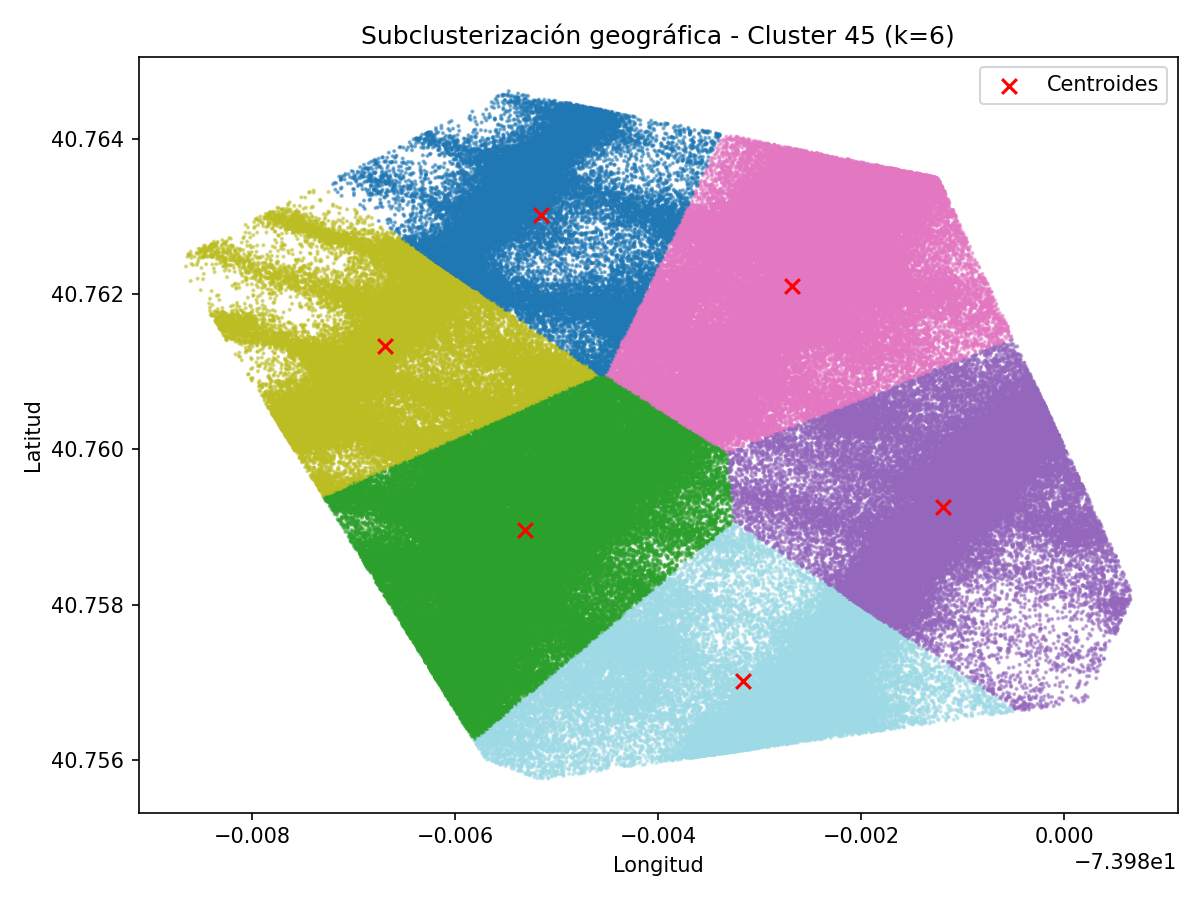 Subclusterización geográfica - Cluster 45 (k=6)
Centroides
Latitud
40.764
40.762
40.760
40.758
40.756
−0.008 −0.006 −0.004 −0.002 0.000
−7.398e1
Longitud